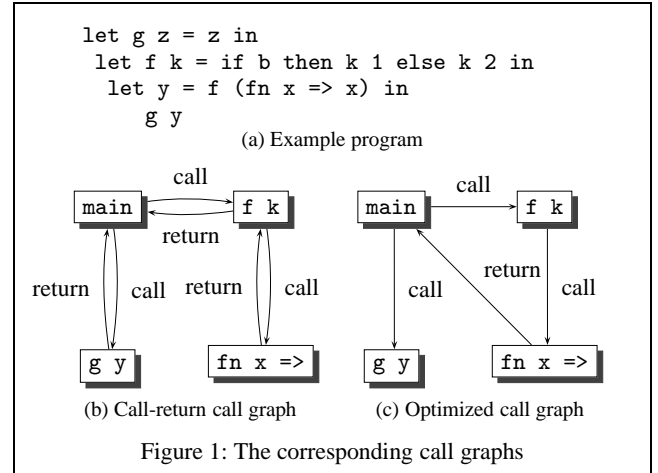 let g z = z in
let f k = if b then k 1 else k 2 in
let y = f (fn x => x) in
g y
(a) Example program
call
main
f k
return
return
call
return
call
g y
fn x =>
(b) Call-return call graph
call
main
f k
call
return
call
g y
fn x =>
(c) Optimized call graph
Figure 1: The corresponding call graphs